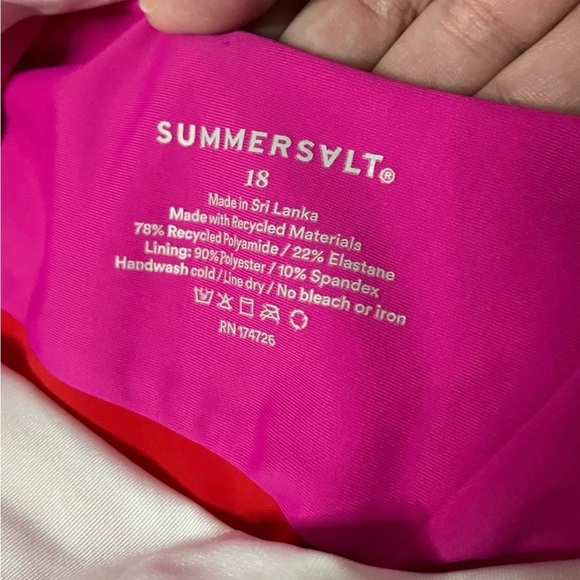 SUMMERSALT®
18
Made in Sri Lanka
Made with Recycled Materials
78% Recycled Polyamide / 22% Elastane
Lining: 90% Polyester / 10% Spandex
Handwash cold / Line dry / No bleach or iron
RN 174726